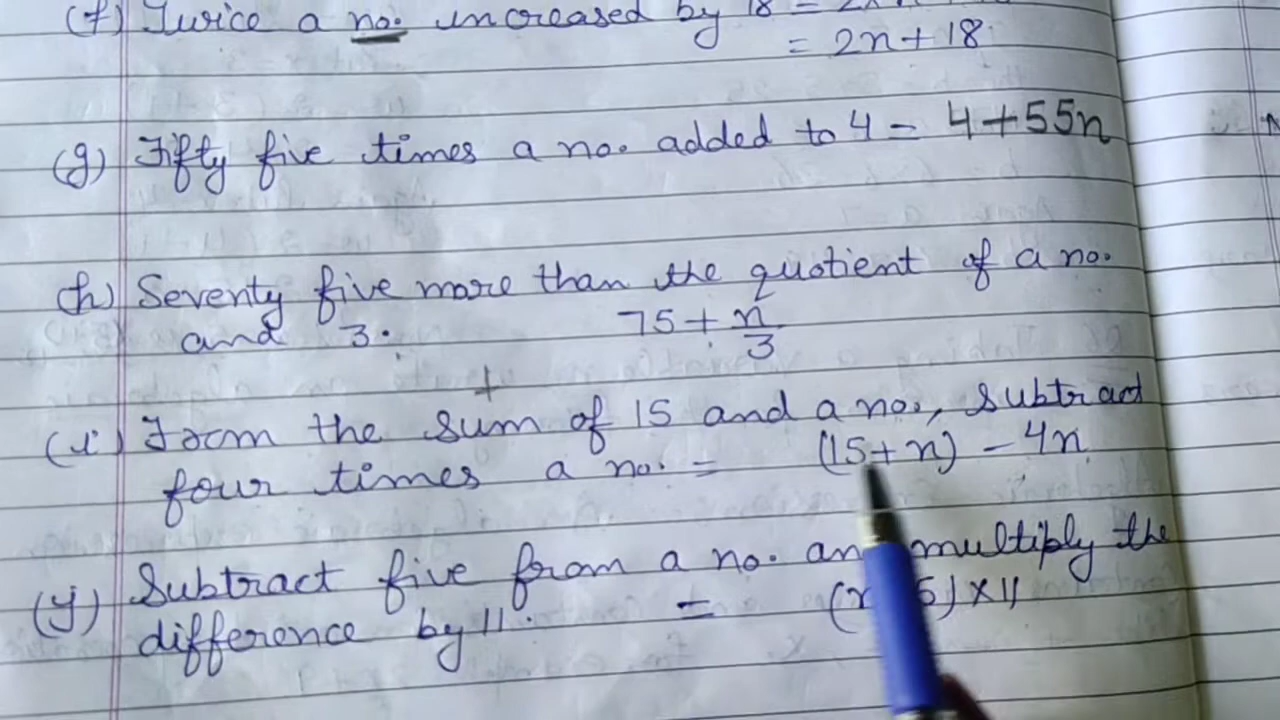 (f) Twice a no. increased by 18 =
= 2n + 18
(g) Fifty five times a no. added to 4 = 4 + 55n
(h) Seventy five more than the quotient of a no.
and 3. 75 + n/3
+
(i) From the sum of 15 and a no., subtract
four times a no. = (15 + n) - 4n
(j) Subtract five from a no. and multiply the
difference by 11. = ( 5) × 11